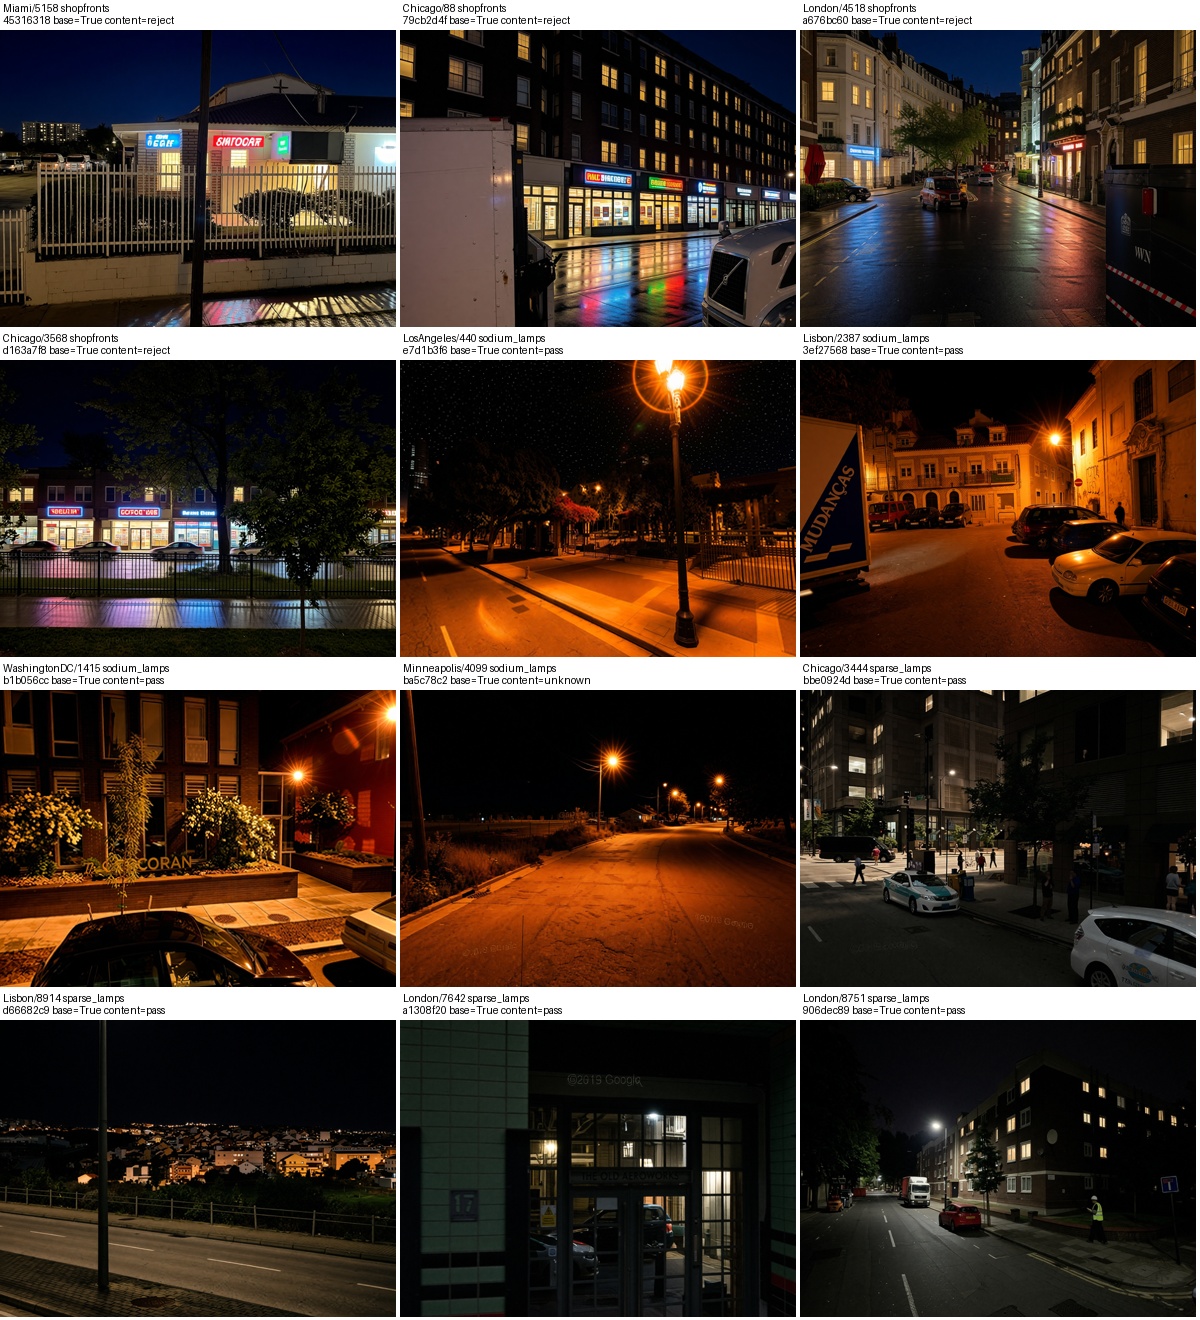 Miami/5158 shopfronts
45316318 base=True content=reject
Chicago/88 shopfronts
79cb2d4f base=True content=reject
London/4518 shopfronts
a676bc60 base=True content=reject
WN
Chicago/3568 shopfronts
d163a7f8 base=True content=reject
LosAngeles/440 sodium_lamps
e7d1b3f6 base=True content=pass
Lisbon/2387 sodium_lamps
3ef27568 base=True content=pass
MUDANÇAS
WashingtonDC/1415 sodium_lamps
b1b056cc base=True content=pass
CORCORAN
Minneapolis/4099 sodium_lamps
ba5c78c2 base=True content=unknown
Chicago/3444 sparse_lamps
bbe0924d base=True content=pass
Lisbon/8914 sparse_lamps
d66682c9 base=True content=pass
London/7642 sparse_lamps
a1308f20 base=True content=pass
17
London/8751 sparse_lamps
906dec89 base=True content=pass